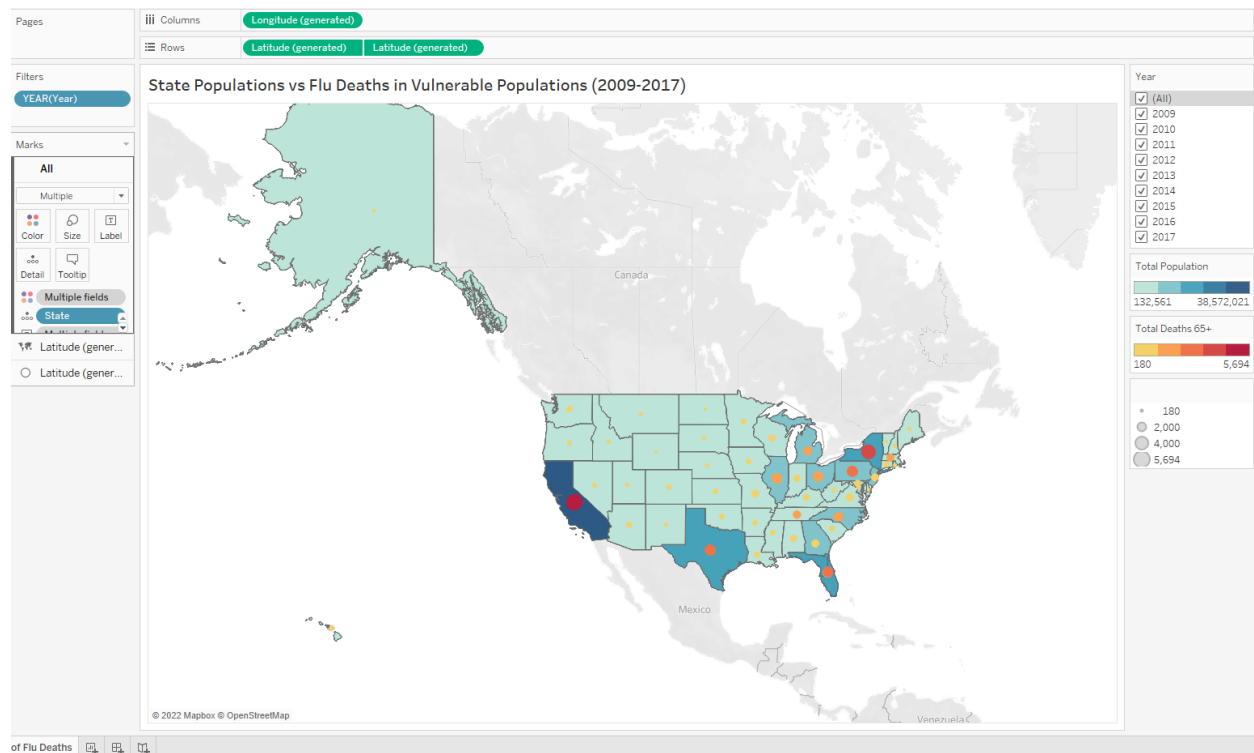 Pages
Columns
Longitude (generated)
Rows
Latitude (generated) Latitude (generated)
Filters
YEAR(Year)
Marks
All
Multiple
Color Size Label
Detail Tooltip
Multiple fields
State
Latitude (gener...
Latitude (gener...
State Populations vs Flu Deaths in Vulnerable Populations (2009-2017)
Canada
Mexico
Venezuela
© 2022 Mapbox © OpenStreetMap
Year
(All)
2009
2010
2011
2012
2013
2014
2015
2016
2017
Total Population
132,561 38,572,021
Total Deaths 65+
180 5,694
180
2,000
4,000
5,694
of Flu Deaths